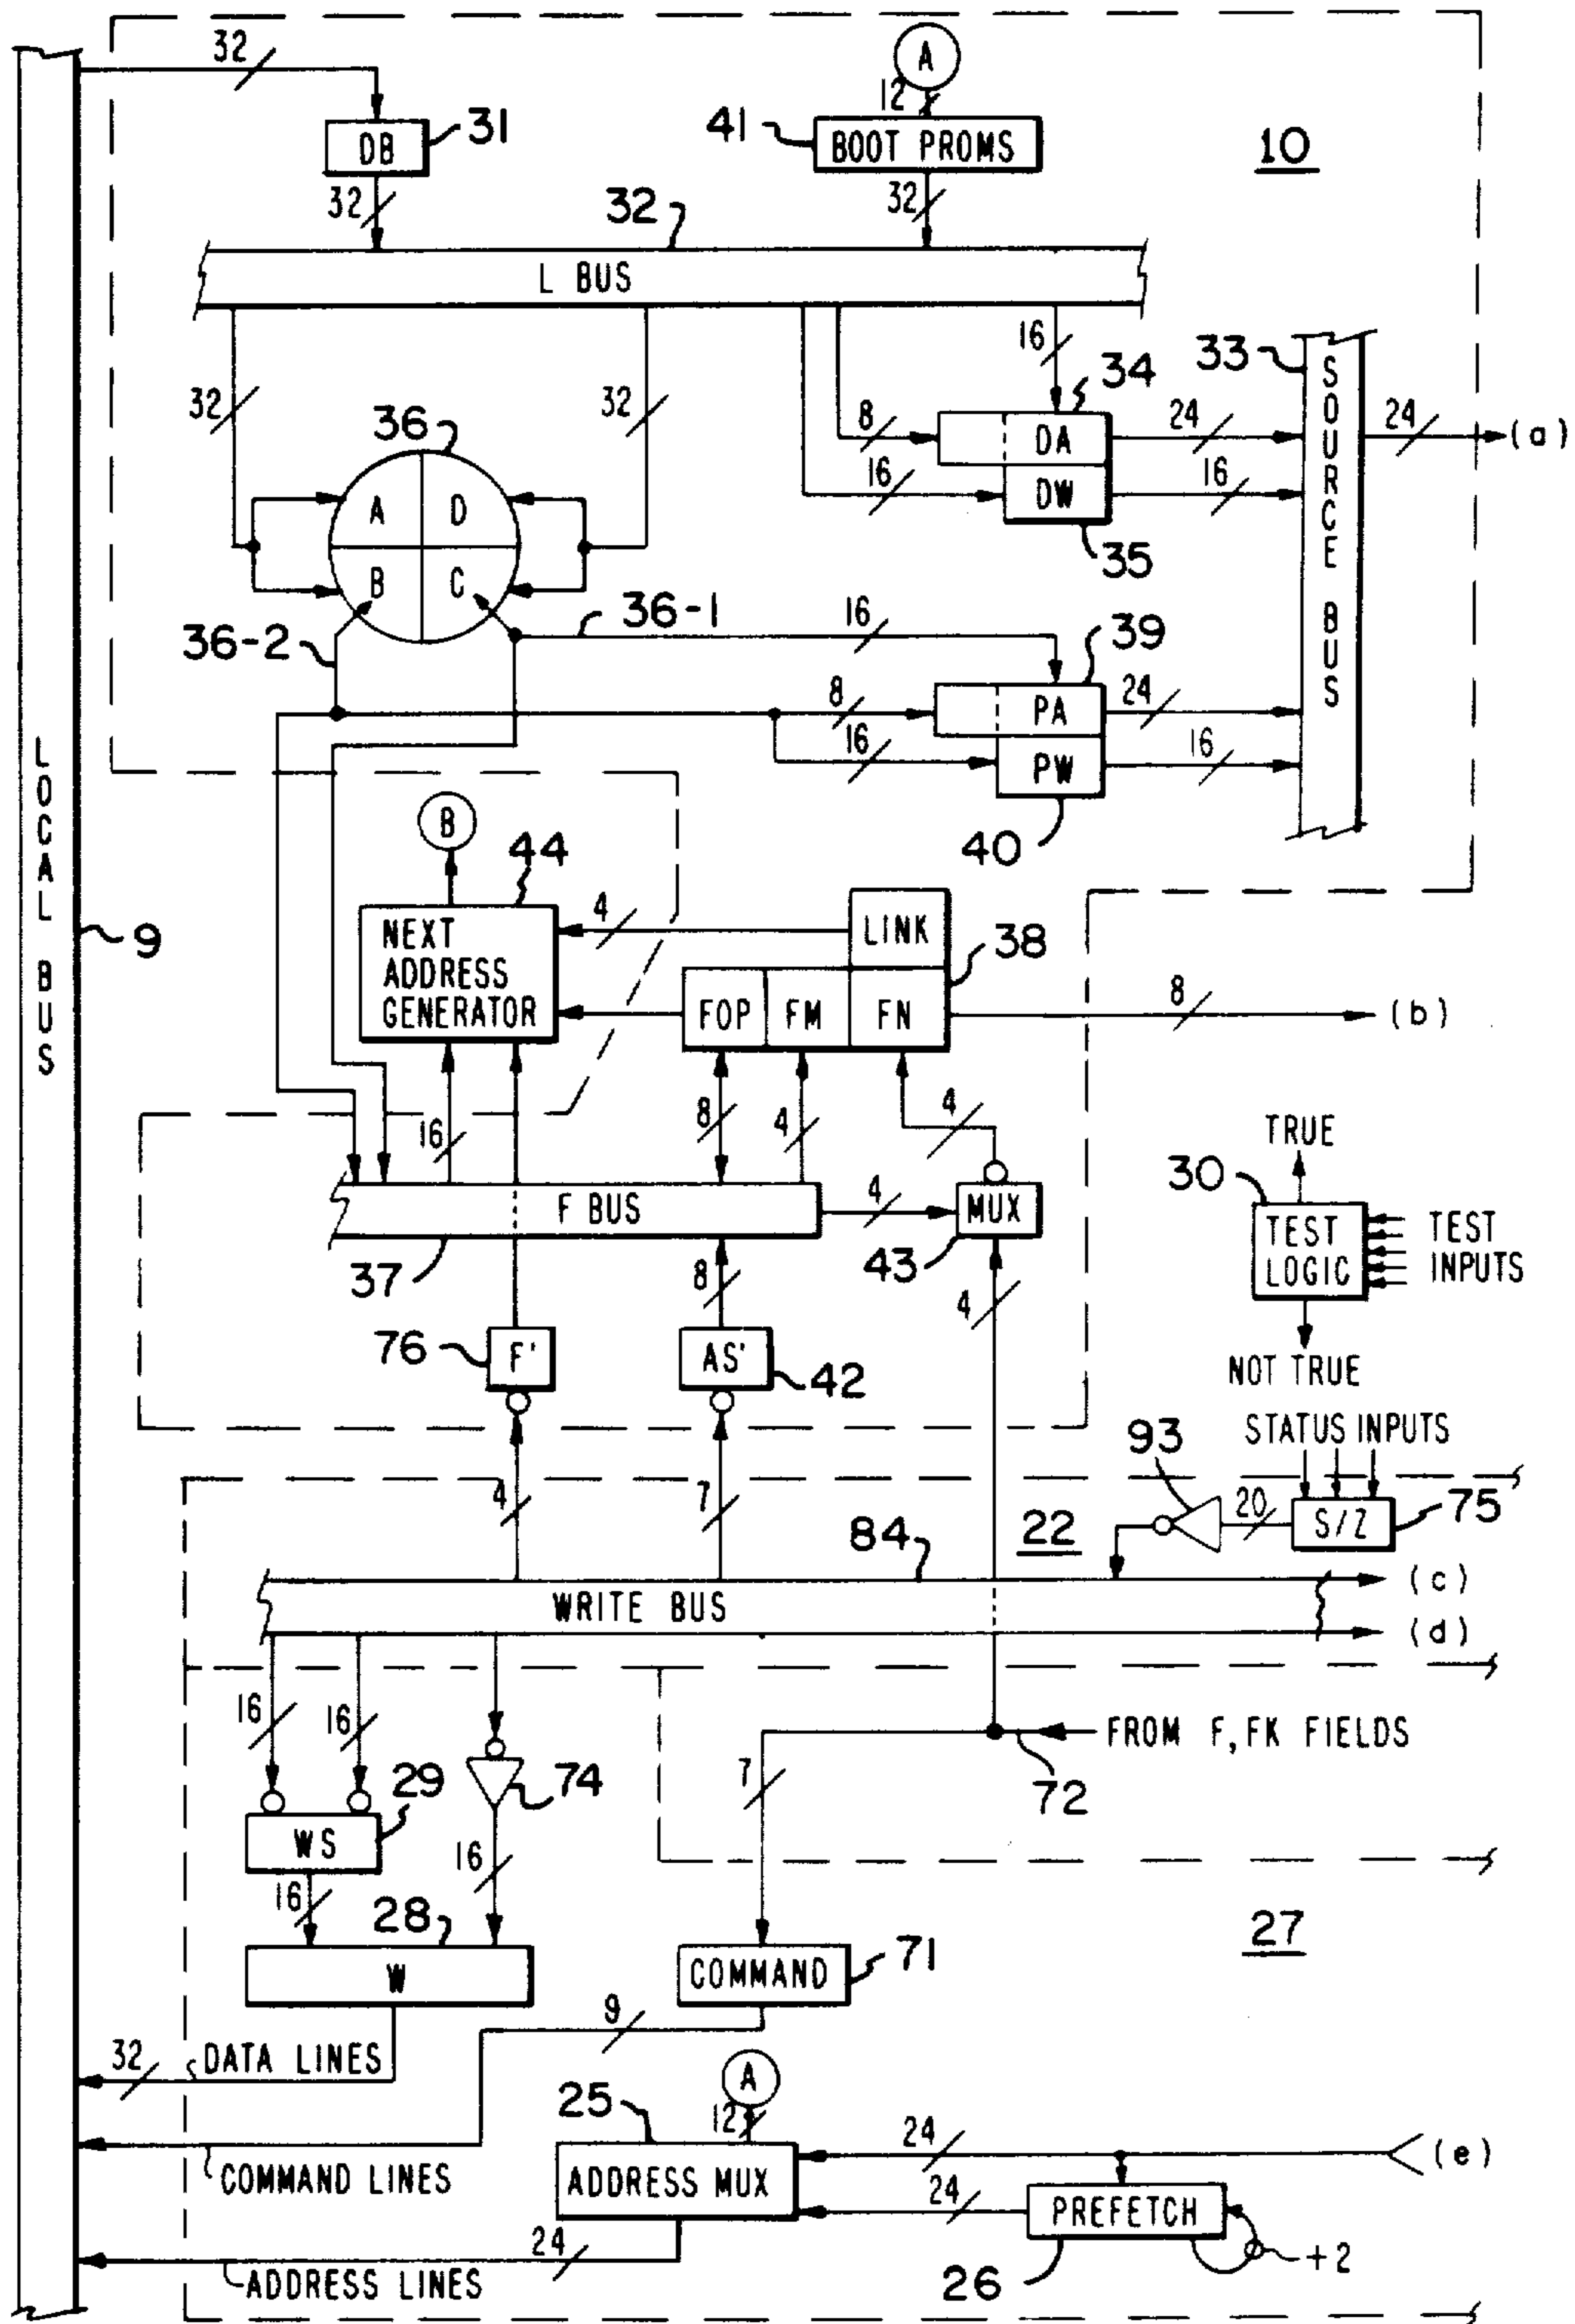 32
A
12
DB
31
41
BOOT PROMS
10
32
32
32
L BUS
16
34
33
SOURCE BUS
32
32
36
8
DA
24
24
(a)
A
D
16
DW
16
B
C
35
36-1
16
36-2
39
8
PA
24
16
PW
16
40
LOCAL BUS
9
B
44
4
LINK
NEXT
ADDRESS
GENERATOR
38
FOP
FM
FN
8
(b)
16
8
4
4
TRUE
30
F BUS
4
MUX
TEST
LOGIC
TEST
INPUTS
37
8
43
4
76
F'
AS'
42
NOT TRUE
STATUS INPUTS
93
4
7
22
20
S/Z
75
84
(c)
WRITE BUS
(d)
16
16
FROM F, FK FIELDS
29
74
7
72
WS
16
16
28
27
W
COMMAND
71
9
32
DATA LINES
A
25
12
24
(e)
COMMAND LINES
ADDRESS MUX
24
PREFETCH
24
+2
ADDRESS LINES
26